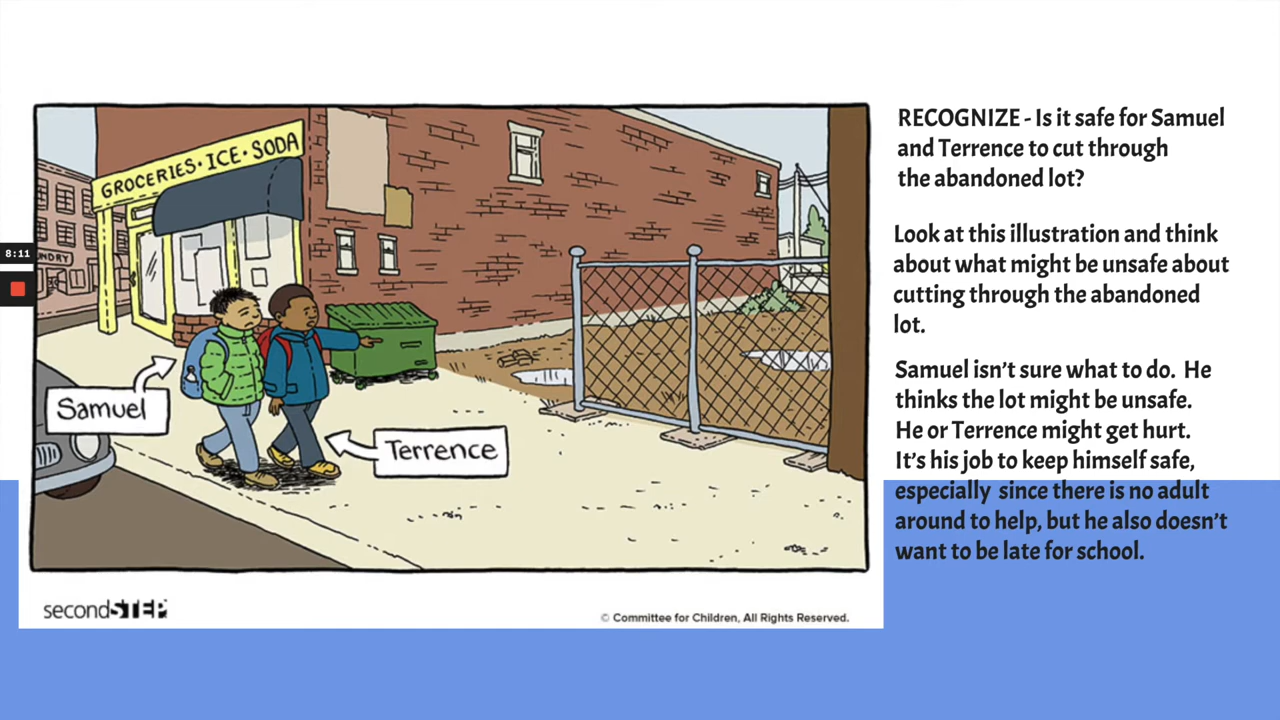 GROCERIES·ICE·SODA
NDRY
8:11
Samuel
Terrence
secondSTEP
© Committee for Children, All Rights Reserved.
RECOGNIZE - Is it safe for Samuel
and Terrence to cut through
the abandoned lot?
Look at this illustration and think
about what might be unsafe about
cutting through the abandoned
lot.
Samuel isn't sure what to do.  He
thinks the lot might be unsafe.
He or Terrence might get hurt.
It's his job to keep himself safe,
especially  since there is no adult
around to help, but he also doesn't
want to be late for school.